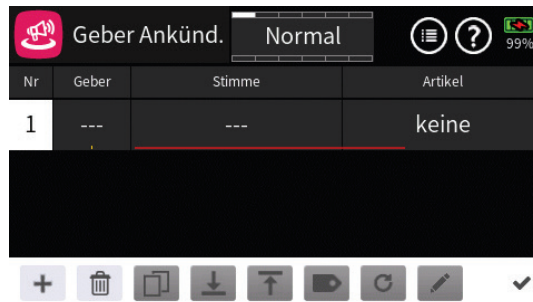 Geber Ankünd. Normal
99%
Nr Geber Stimme Artikel
1 --- --- keine